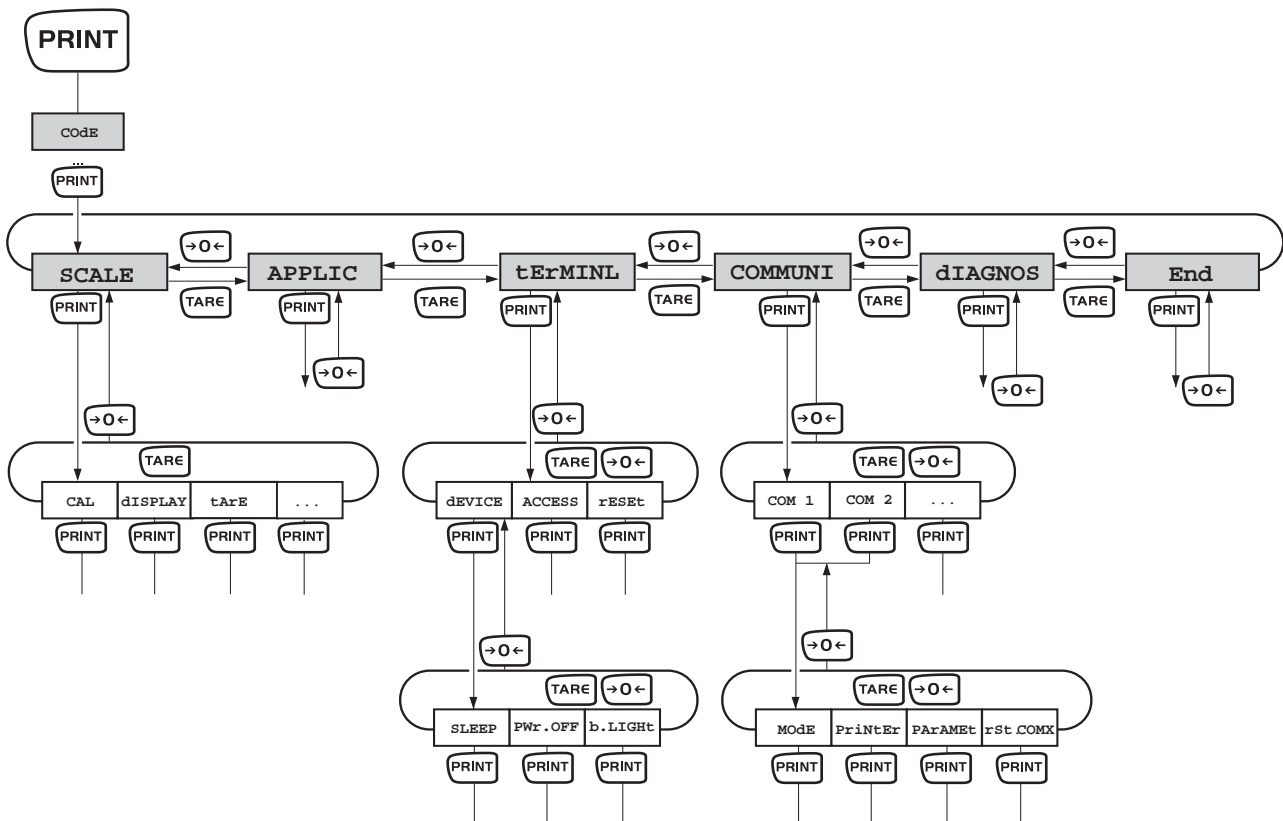 PRINT
COdE
...
PRINT
→0← →0← →0← →0← →0←
SCALE APPLIC tErMINL COMMUNI dIAGNOS End
PRINT TARE PRINT TARE PRINT TARE PRINT TARE PRINT TARE PRINT
→0← →0← →0←
→0← →0← →0←
TARE TARE →0← TARE →0←
CAL dISPLAY tArE ... dEVICE ACCESS rESEt COM 1 COM 2 ...
PRINT PRINT PRINT PRINT PRINT PRINT PRINT PRINT PRINT PRINT
→0← →0←
TARE →0← TARE →0←
SLEEP PWr.OFF b.LIGHt MOdE PriNtEr PArAMEt rSt.COMX
PRINT PRINT PRINT PRINT PRINT PRINT PRINT